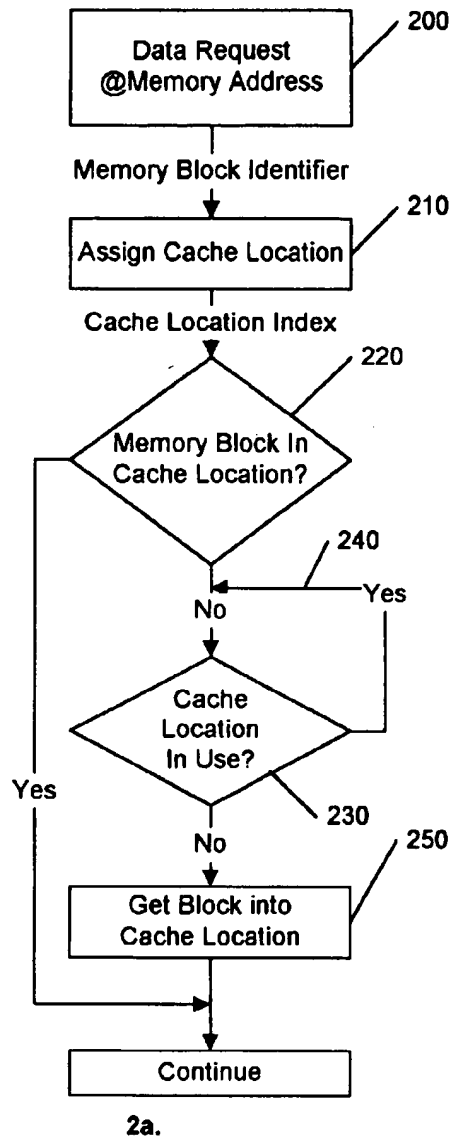 200
Data Request
@Memory Address
Memory Block Identifier
210
Assign Cache Location
Cache Location Index
220
Memory Block In
Cache Location?
240
Yes
No
Cache
Location
In Use?
Yes
230
No
250
Get Block into
Cache Location
Continue
2a.